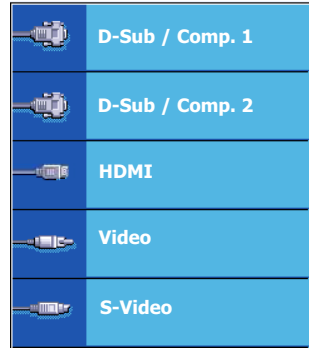 D-Sub / Comp. 1
D-Sub / Comp. 2
HDMI
Video
S-Video